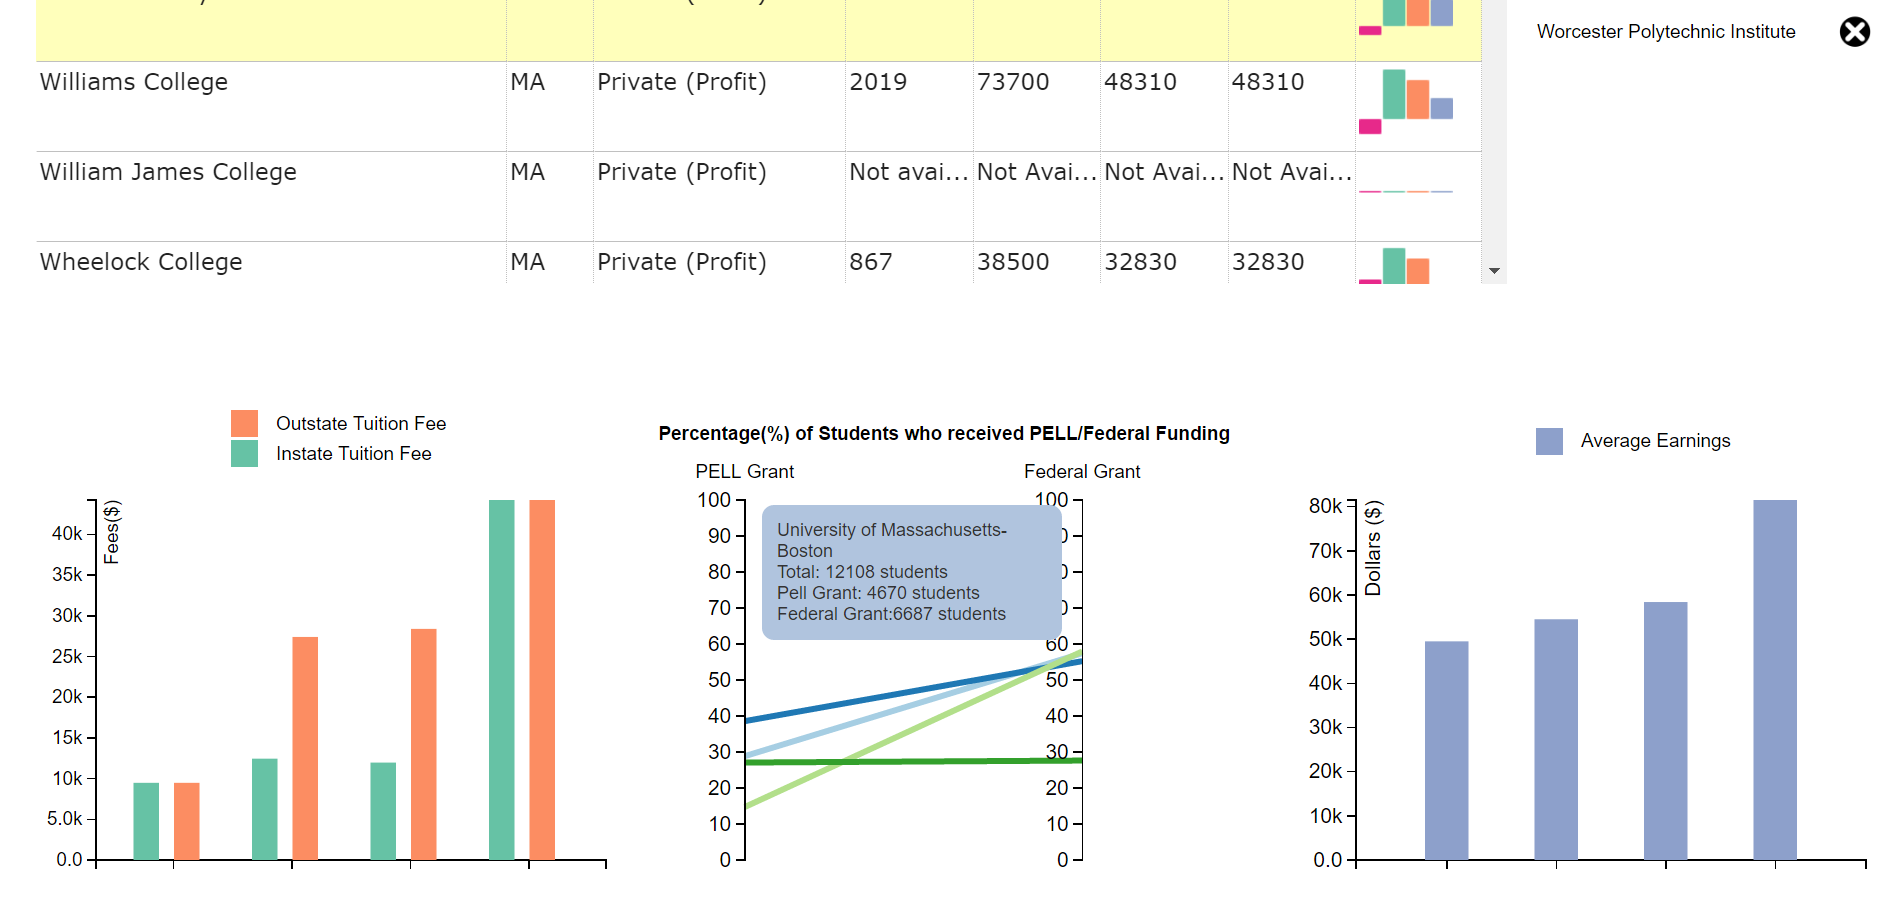 Worcester Polytechnic Institute
Williams College MA Private (Profit) 2019 73700 48310 48310
William James College MA Private (Profit) Not avai... Not Avai... Not Avai... Not Avai...
Wheelock College MA Private (Profit) 867 38500 32830 32830
Outstate Tuition Fee
Instate Tuition Fee
Fees($)
40k
35k
30k
25k
20k
15k
10k
5.0k
0.0
Percentage(%) of Students who received PELL/Federal Funding
PELL Grant Federal Grant
100
90
80
70
60
50
40
30
20
10
0
University of Massachusetts-
Boston
Total: 12108 students
Pell Grant: 4670 students
Federal Grant:6687 students
100
0
0
0
60
50
40
30
20
10
0
Average Earnings
Dollars ($)
80k
70k
60k
50k
40k
30k
20k
10k
0.0